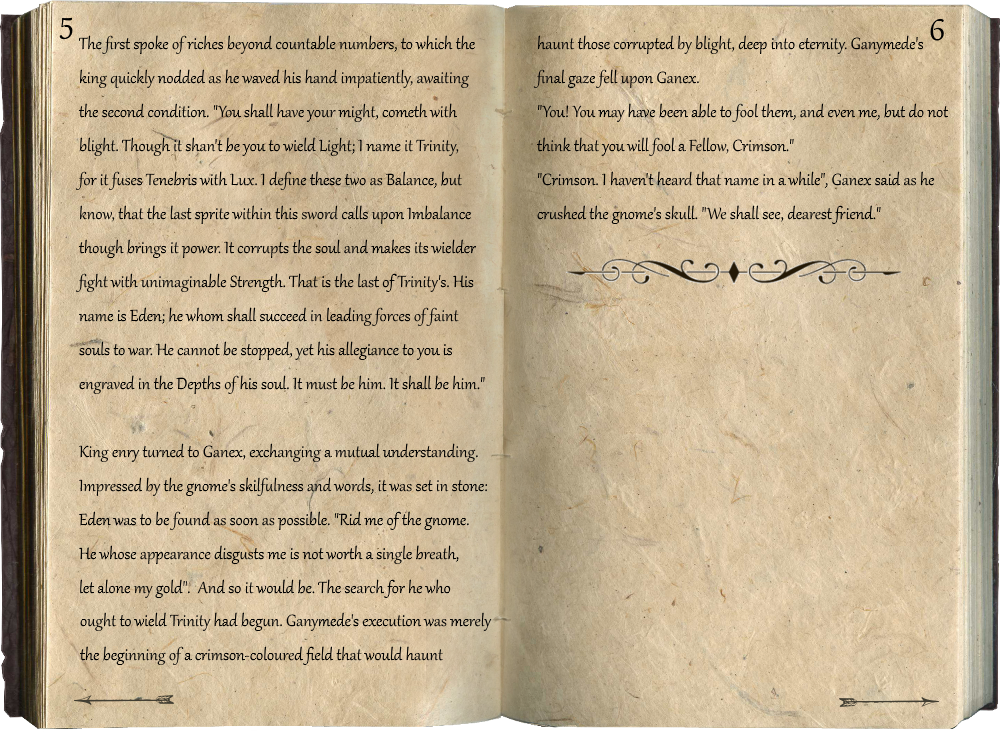 5
The first spoke of riches beyond countable numbers, to which the
king quickly nodded as he waved his hand impatiently, awaiting
the second condition. "You shall have your might, cometh with
blight. Though it shan't be you to wield Light; I name it Trinity,
for it fuses Tenebris with Lux. I define these two as Balance, but
know, that the last sprite within this sword calls upon Imbalance
though brings it power. It corrupts the soul and makes its wielder
fight with unimaginable Strength. That is the last of Trinity's. His
name is Eden; he whom shall succeed in leading forces of faint
souls to war. He cannot be stopped, yet his allegiance to you is
engraved in the Depths of his soul. It must be him. It shall be him."
King enry turned to Ganex, exchanging a mutual understanding.
Impressed by the gnome's skilfulness and words, it was set in stone:
Eden was to be found as soon as possible. "Rid me of the gnome.
He whose appearance disgusts me is not worth a single breath,
let alone my gold". And so it would be. The search for he who
ought to wield Trinity had begun. Ganymede's execution was merely
the beginning of a crimson-coloured field that would haunt
6
haunt those corrupted by blight, deep into eternity. Ganymede's
final gaze fell upon Ganex.
"You! You may have been able to fool them, and even me, but do not
think that you will fool a Fellow, Crimson."
"Crimson. I haven't heard that name in a while", Ganex said as he
crushed the gnome's skull. "We shall see, dearest friend."